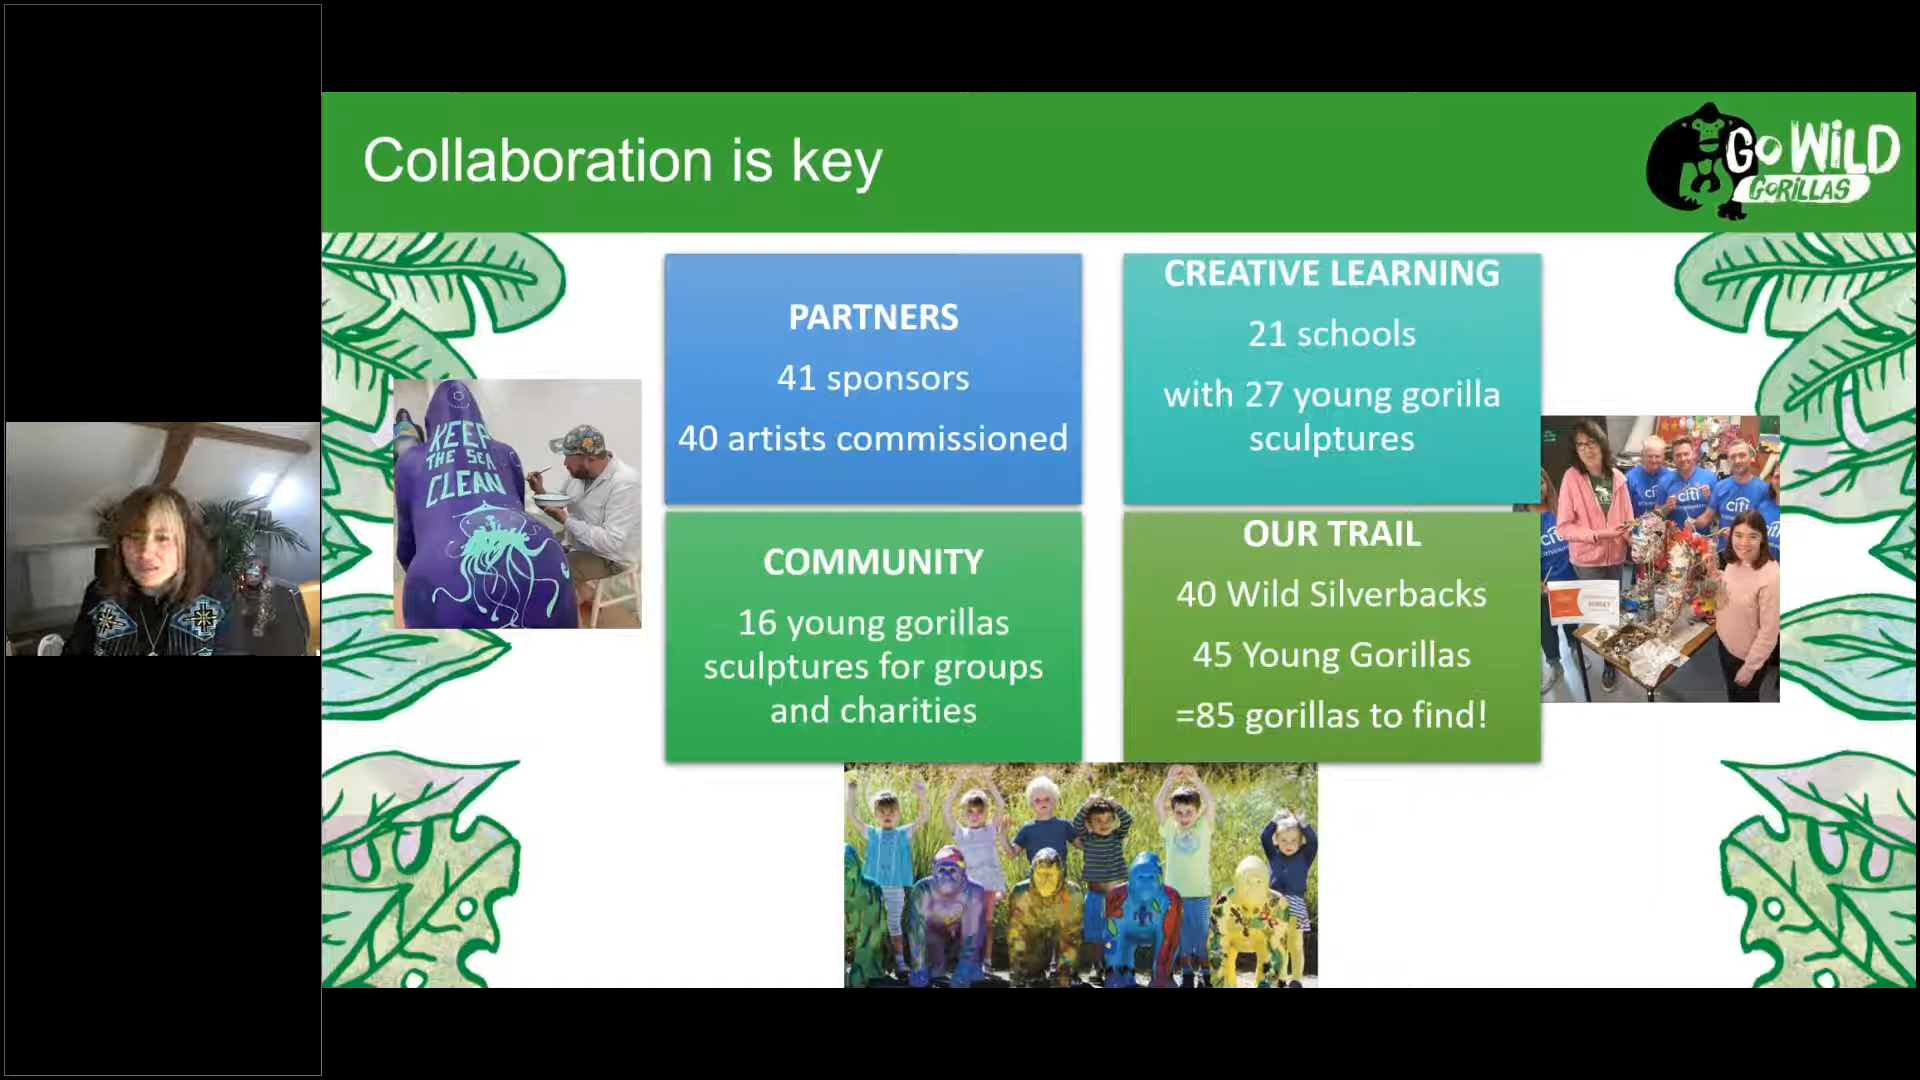 Collaboration is key
GO WILD
GORILLAS
PARTNERS
41 sponsors
40 artists commissioned
CREATIVE LEARNING
21 schools
with 27 young gorilla
sculptures
COMMUNITY
16 young gorillas
sculptures for groups
and charities
OUR TRAIL
40 Wild Silverbacks
45 Young Gorillas
=85 gorillas to find!
KEEP
THE SEA
CLEAN
citi
citi